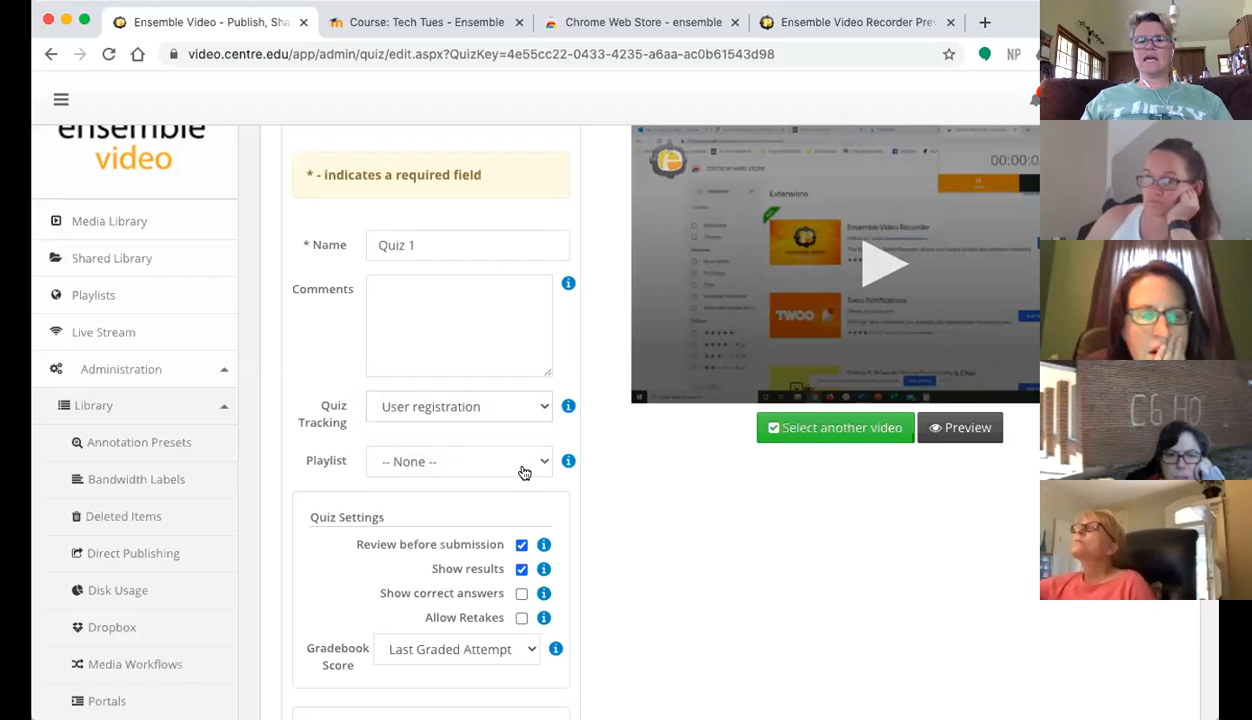 Ensemble Video - Publish, Sha
Course: Tech Tues - Ensemble
Chrome Web Store - ensemble
Ensemble Video Recorder Prev
video.centre.edu/app/admin/quiz/edit.aspx?QuizKey=4e55cc22-0433-4235-a6aa-ac0b61543d98
NP
ensemble
video
Media Library
Shared Library
Playlists
Live Stream
Administration
Library
Annotation Presets
Bandwidth Labels
Deleted Items
Direct Publishing
Disk Usage
Dropbox
Media Workflows
Portals
* - indicates a required field
* Name
Quiz 1
Comments
Quiz
Tracking
User registration
Playlist
-- None --
Quiz Settings
Review before submission
Show results
Show correct answers
Allow Retakes
Gradebook
Score
Last Graded Attempt
chrome web store
00:00:0
Extensions
Ensemble Video Recorder
TWOO
Select another video
Preview
C6 HO